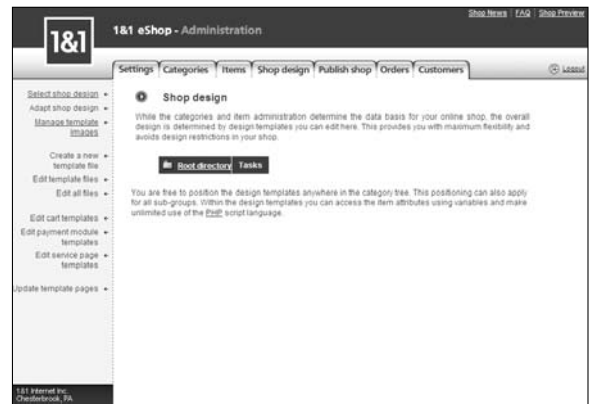 Shop News | FAQ | Shop Preview
1&1
1&1 eShop - Administration
Settings Categories Items Shop design Publish shop Orders Customers
Logout
Select shop design
Adapt shop design
Manage template
images
Create a new
template file
Edit template files
Edit all files
Edit cart templates
Edit payment module
templates
Edit service page
templates
Update template pages
Shop design
While the categories and item administration determine the data basis for your online shop, the overall
design is determined by design templates you can edit here. This provides you with maximum flexibility and
avoids design restrictions in your shop.
Root directory Tasks
You are free to position the design templates anywhere in the category tree. This positioning can also apply
for all sub-groups. Within the design templates you can access the item attributes using variables and make
unlimited use of the PHP script language.
1&1 Internet Inc.
Chesterbrook, PA